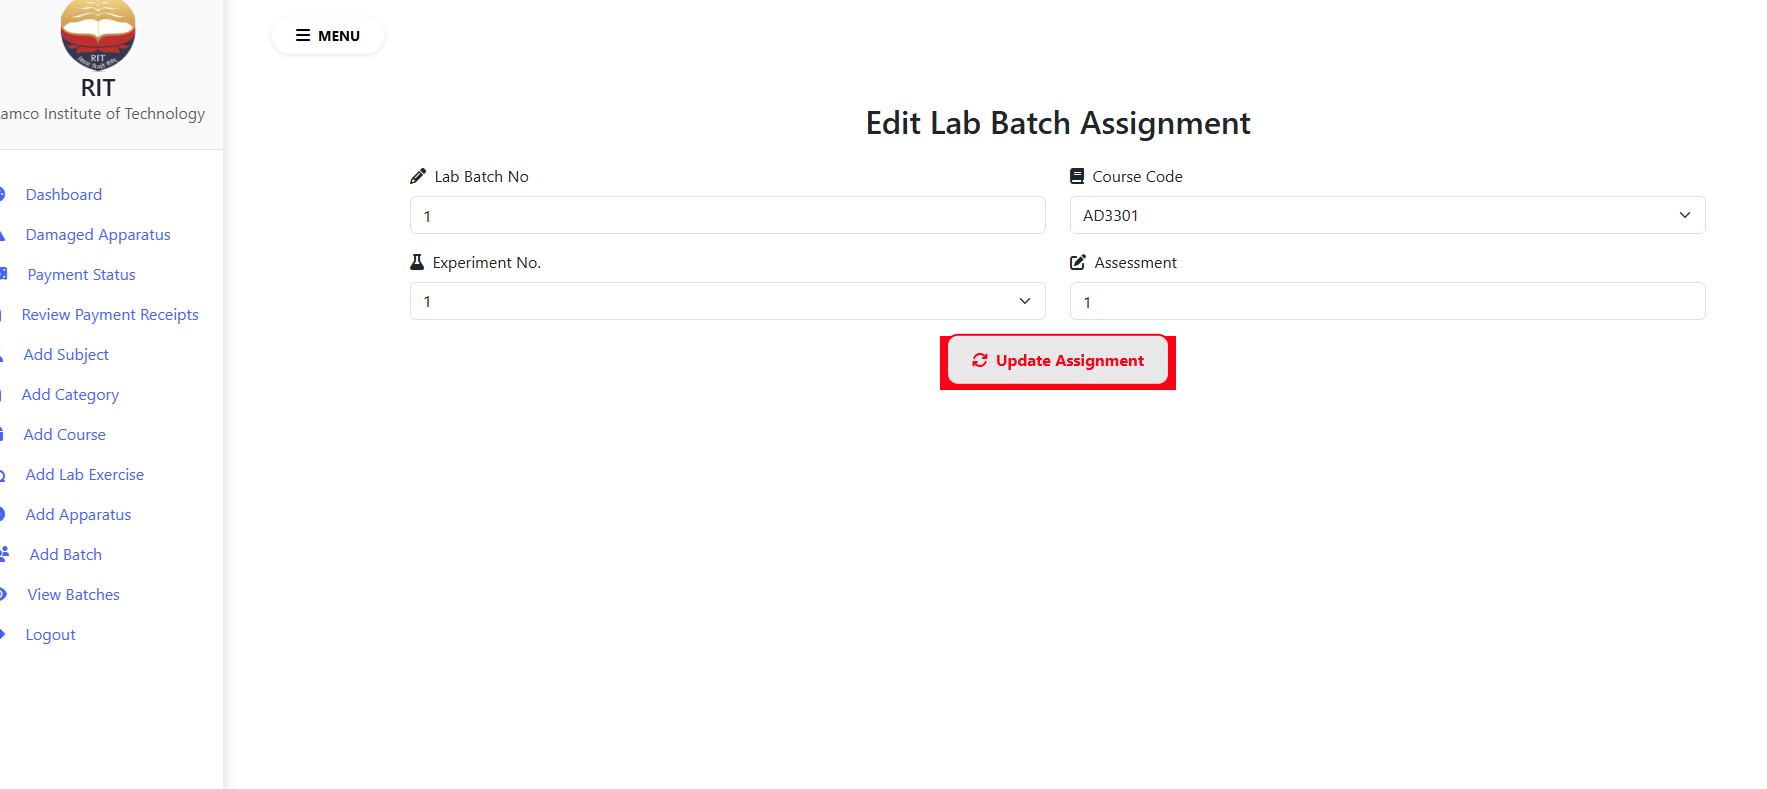 RIT
RIT
amco Institute of Technology
Dashboard
Damaged Apparatus
Payment Status
Review Payment Receipts
Add Subject
Add Category
Add Course
Add Lab Exercise
Add Apparatus
Add Batch
View Batches
Logout
MENU
Edit Lab Batch Assignment
Lab Batch No
1
Course Code
AD3301
Experiment No.
1
Assessment
1
Update Assignment